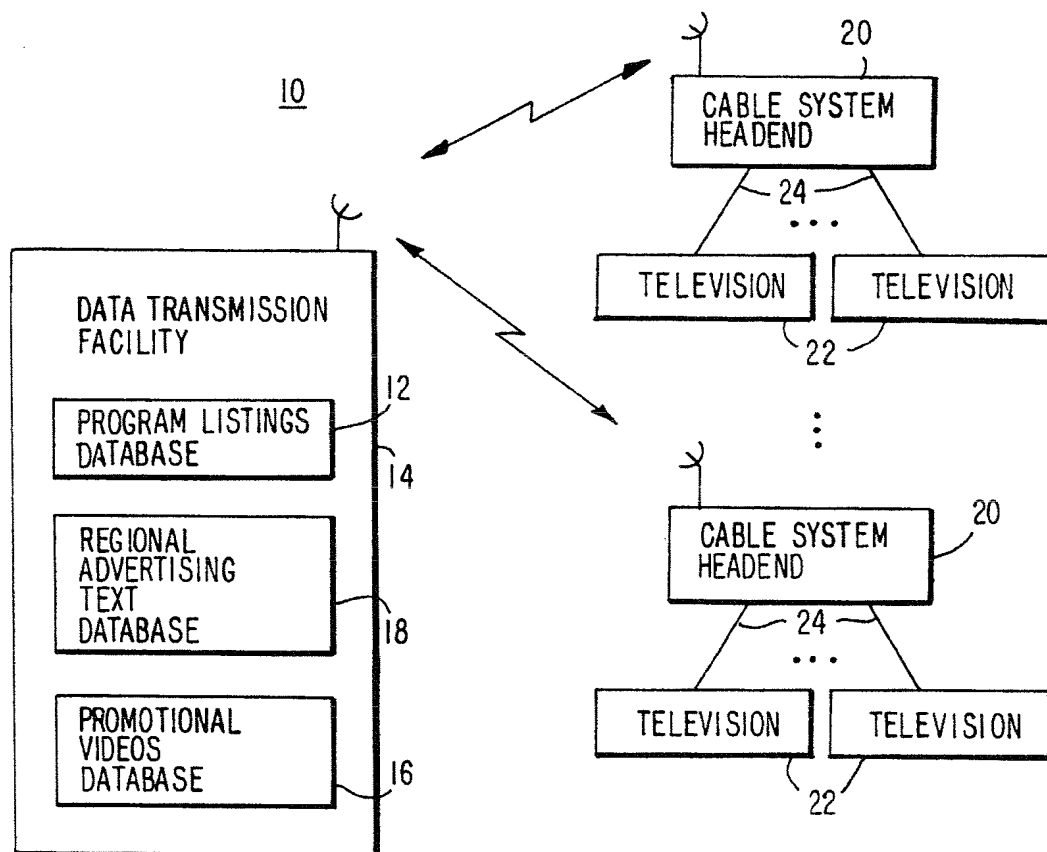 10
DATA TRANSMISSION
FACILITY
PROGRAM LISTINGS
DATABASE
12
14
REGIONAL
ADVERTISING
TEXT
DATABASE
18
PROMOTIONAL
VIDEOS
DATABASE
16
20
CABLE SYSTEM
HEADEND
24
TELEVISION
TELEVISION
22
CABLE SYSTEM
HEADEND
20
24
TELEVISION
TELEVISION
22